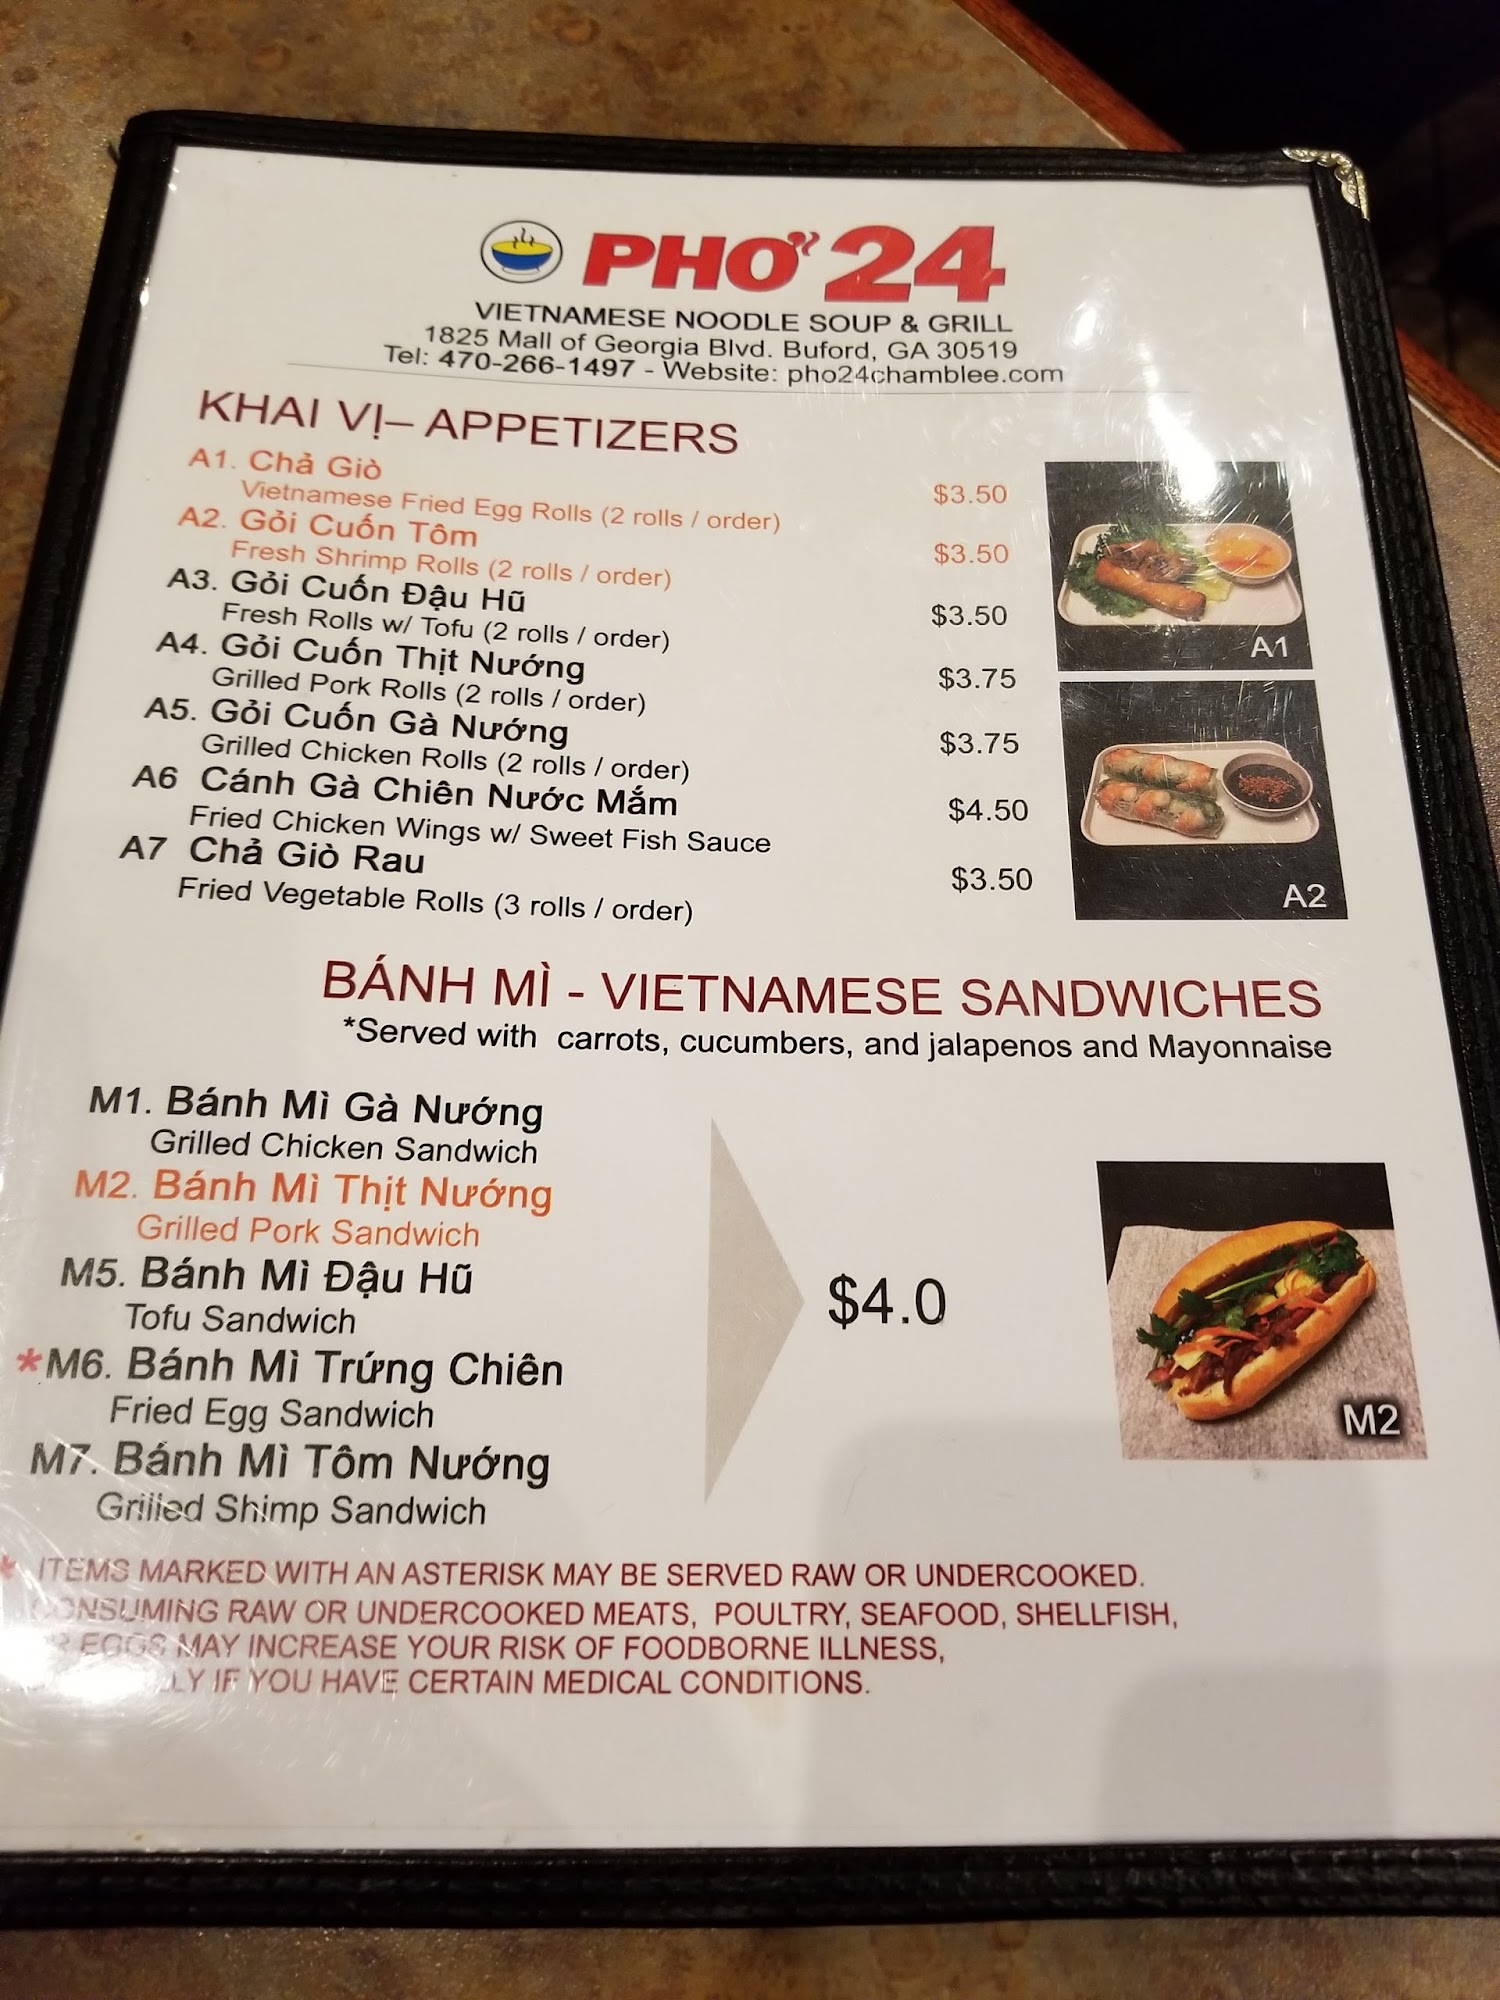 PHỞ 24
VIETNAMESE NOODLE SOUP & GRILL
1825 Mall of Georgia Blvd. Buford, GA 30519
Tel: 470-266-1497 - Website: pho24chamblee.com
KHAI VỊ– APPETIZERS
A1. Chả Giò $3.50
Vietnamese Fried Egg Rolls (2 rolls / order)
A2. Gỏi Cuốn Tôm $3.50
Fresh Shrimp Rolls (2 rolls / order)
A3. Gỏi Cuốn Đậu Hũ $3.50
Fresh Rolls w/ Tofu (2 rolls / order)
A4. Gỏi Cuốn Thịt Nướng $3.75
Grilled Pork Rolls (2 rolls / order)
A5. Gỏi Cuốn Gà Nướng $3.75
Grilled Chicken Rolls (2 rolls / order)
A6 Cánh Gà Chiên Nước Mắm $4.50
Fried Chicken Wings w/ Sweet Fish Sauce
A7 Chả Giò Rau $3.50
Fried Vegetable Rolls (3 rolls / order)
A1
A2
BÁNH MÌ - VIETNAMESE SANDWICHES
*Served with carrots, cucumbers, and jalapenos and Mayonnaise
M1. Bánh Mì Gà Nướng
Grilled Chicken Sandwich
M2. Bánh Mì Thịt Nướng
Grilled Pork Sandwich
M5. Bánh Mì Đậu Hũ
Tofu Sandwich
*M6. Bánh Mì Trứng Chiên
Fried Egg Sandwich
M7. Bánh Mì Tôm Nướng
Grilled Shimp Sandwich
$4.0
M2
* ITEMS MARKED WITH AN ASTERISK MAY BE SERVED RAW OR UNDERCOOKED.
CONSUMING RAW OR UNDERCOOKED MEATS, POULTRY, SEAFOOD, SHELLFISH,
OR EGGS MAY INCREASE YOUR RISK OF FOODBORNE ILLNESS,
IF YOU HAVE CERTAIN MEDICAL CONDITIONS.